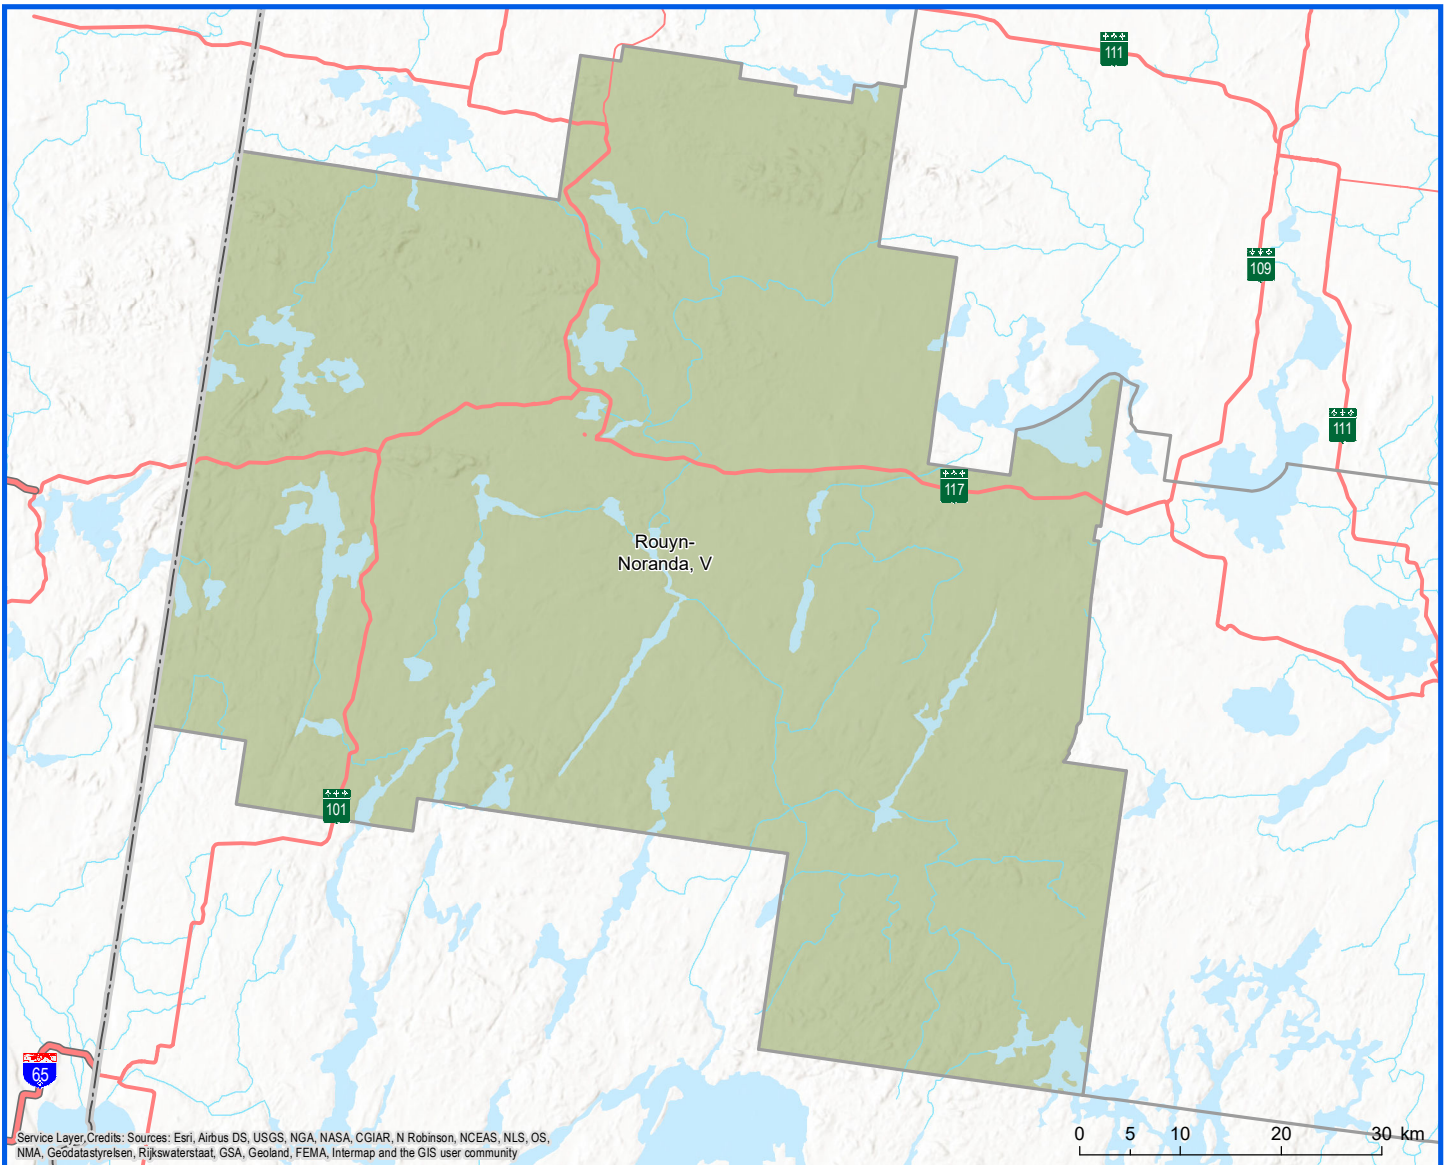 111
109
111
117
Rouyn-
Noranda, V
101
65
0 5 10 20 30 km
Service Layer Credits: Sources: Esri, Airbus DS, USGS, NGA, NASA, CGIAR, N Robinson, NCEAS, NLS, OS,
NMA, Geodatastyrelsen, Rijkswaterstaat, GSA, Geoland, FEMA, Intermap and the GIS user community